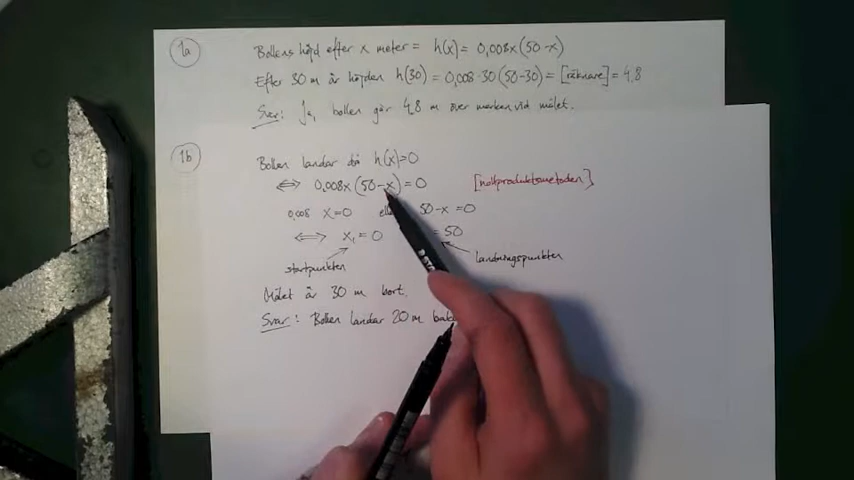 1a
Bollens höjd efter x meter = h(x) = 0,008x(50-x)
Efter 30 m är höjden h(30) = 0,008·30(50-30) = [räknare] = 4,8
Svar: Ja, bollen går 4,8 m över marken vid målet.
1b
Bollen landar då h(x)=0
⇔ 0,008x(50-x)=0 [nollproduktsmetoden]
0,008 x=0 50-x=0
⇔ x₁=0 = 50
startpunkten landningspunkten
Målet är 30 m bort.
Svar: Bollen landar 20 m